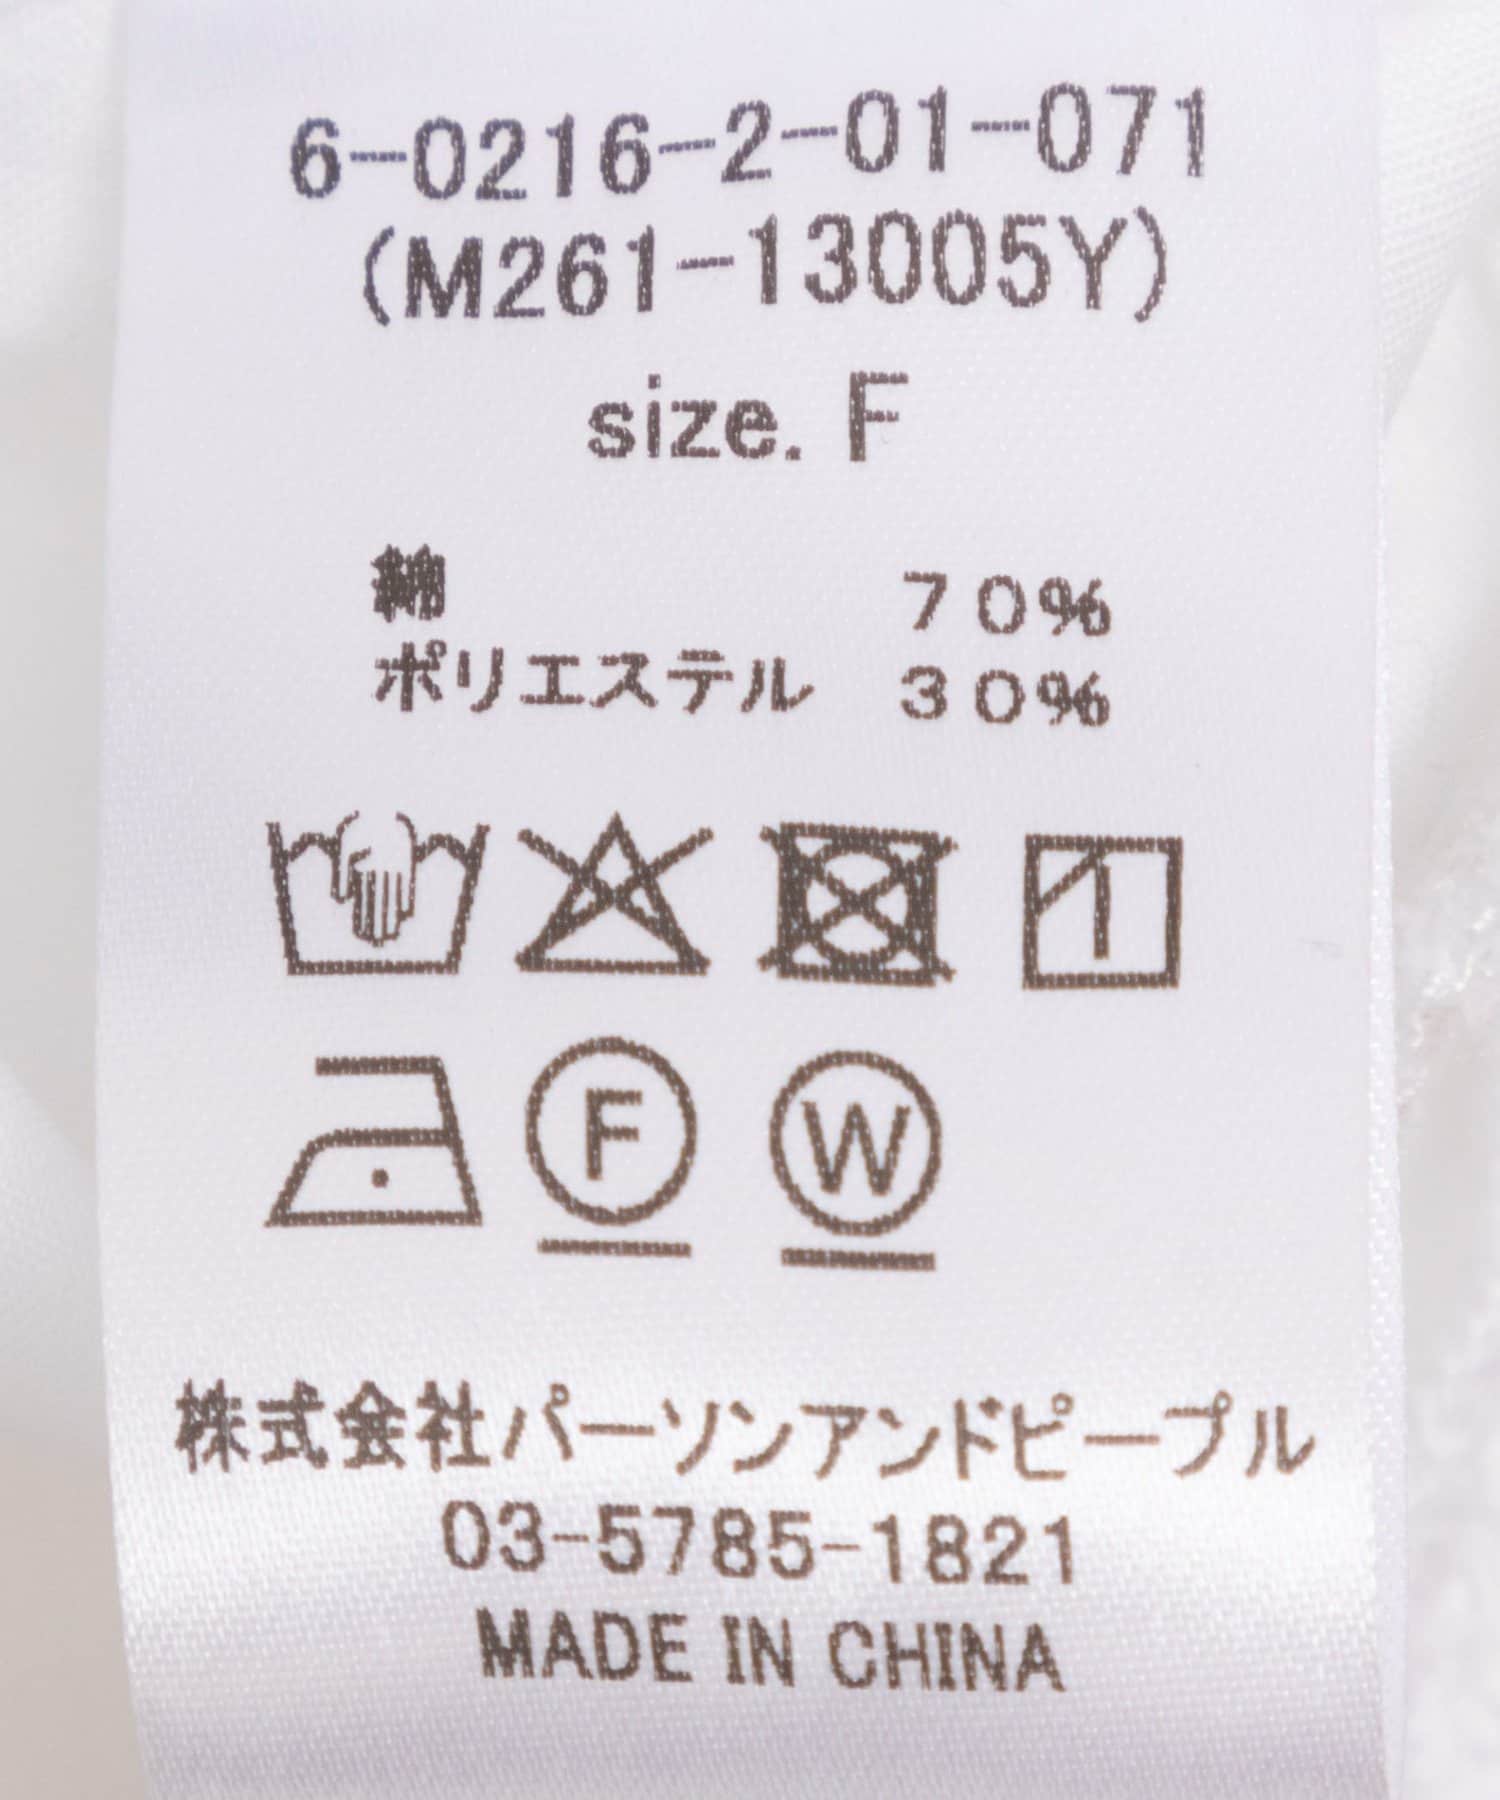 6-0216-2-01-071
(M261-13005Y)
size. F
綿 70%
ポリエステル 30%
F W
株式会社パーソンアンドピープル
03-5785-1821
MADE IN CHINA